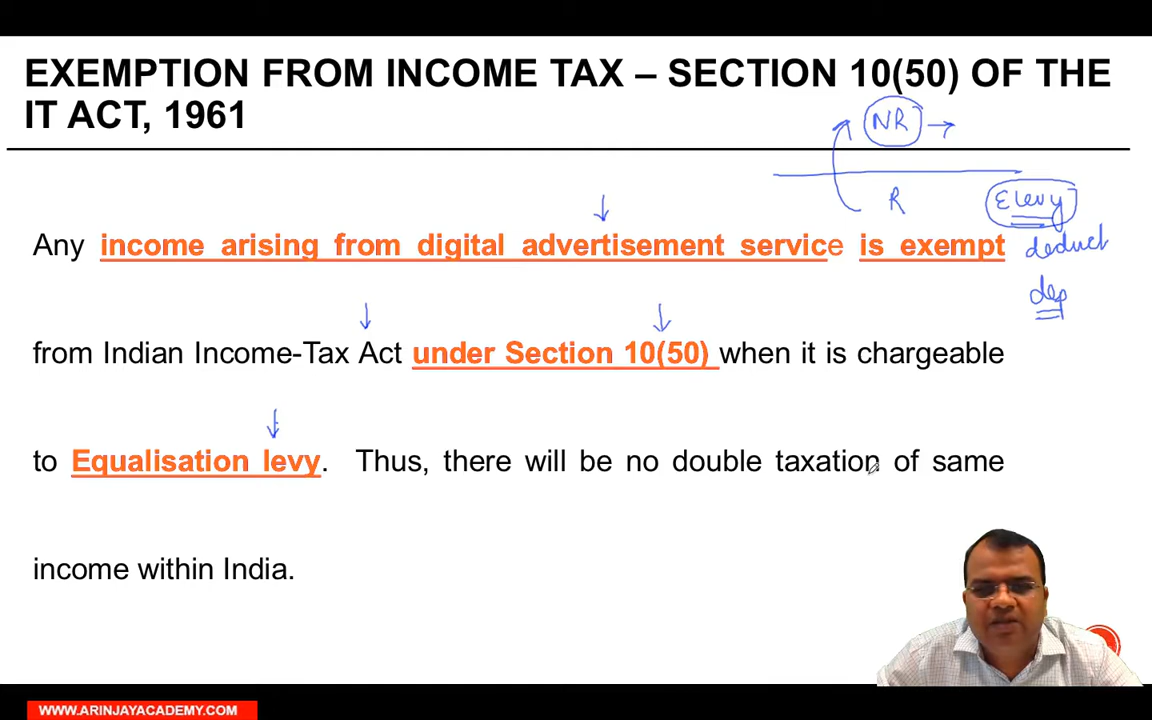 EXEMPTION FROM INCOME TAX – SECTION 10(50) OF THE
IT ACT, 1961
NR
R
E levy
Any income arising from digital advertisement service is exempt
deduct
dep
from Indian Income-Tax Act under Section 10(50) when it is chargeable
to Equalisation levy. Thus, there will be no double taxation of same
income within India.
WWW.ARINJAYACADEMY.COM